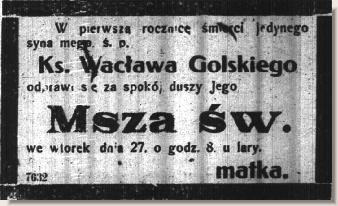 W pierwszą rocznicę śmierci jedynego
syna mego ś. p.
Ks. Wacława Golskiego
odprawi się za spokój duszy Jego
Msza św.
we wtorek dnia 27. o godz. 8. u fary.
matka.
7632